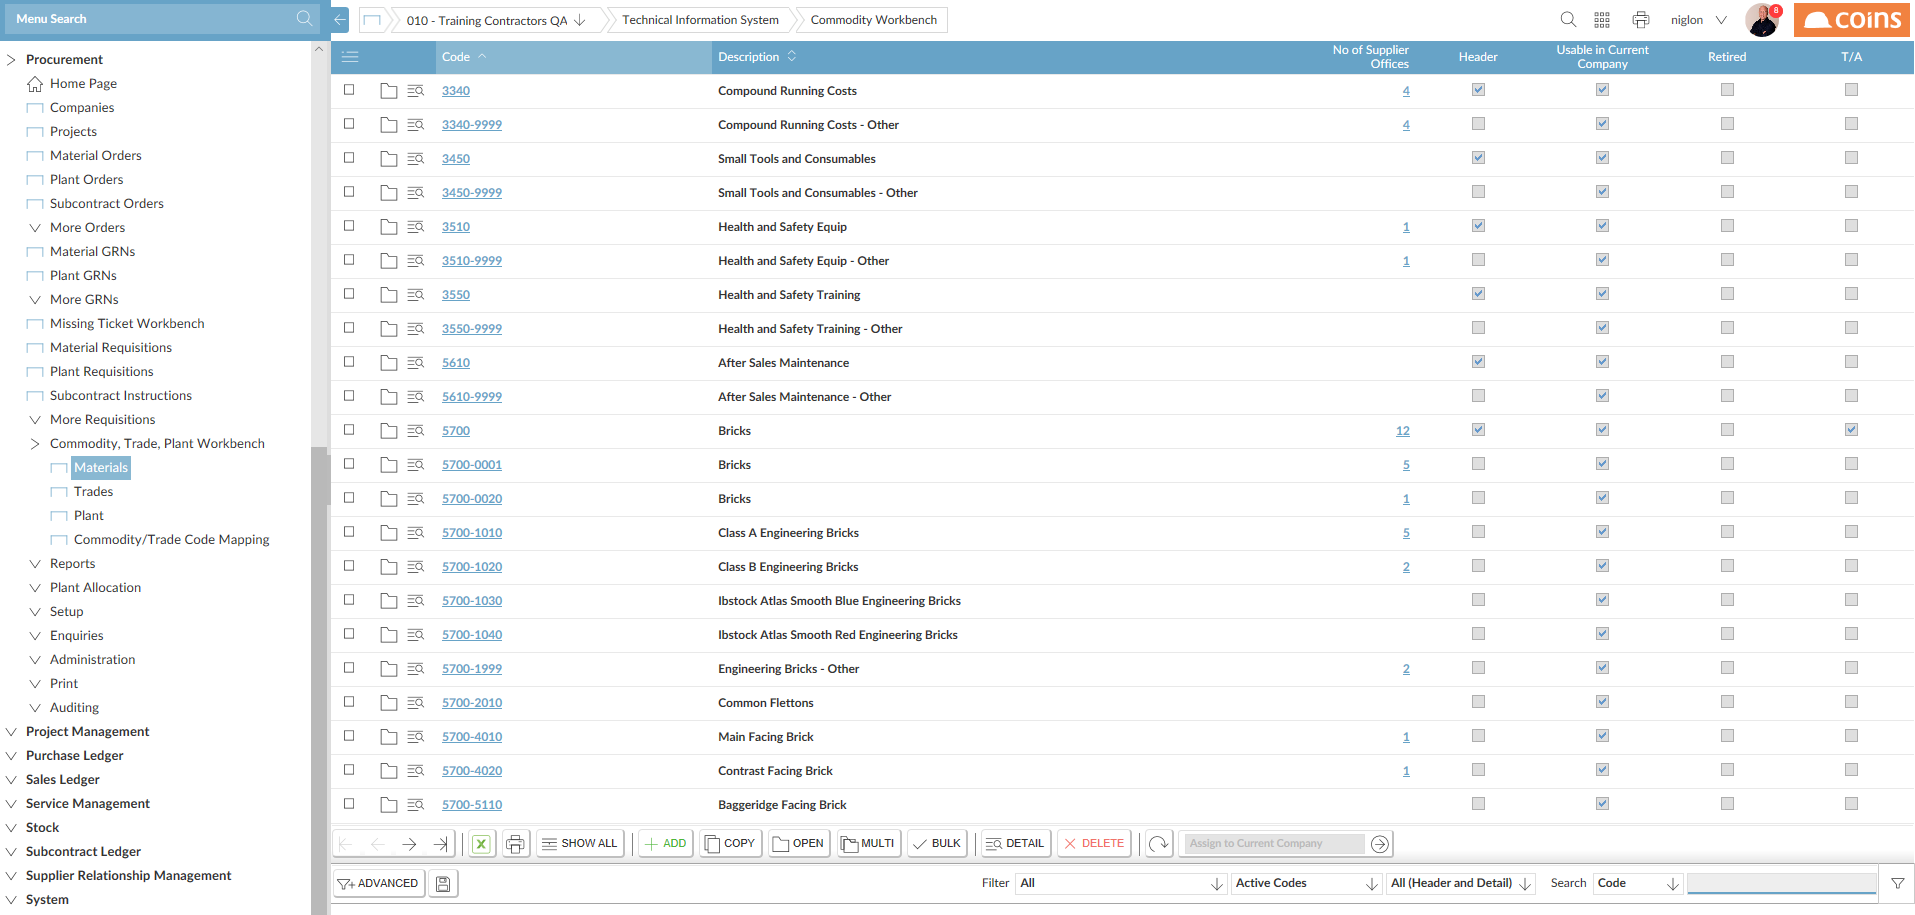 Menu Search
010 - Training Contractors QA
Technical Information System
Commodity Workbench
niglon
8
coins
Procurement
Home Page
Companies
Projects
Material Orders
Plant Orders
Subcontract Orders
More Orders
Material GRNs
Plant GRNs
More GRNs
Missing Ticket Workbench
Material Requisitions
Plant Requisitions
Subcontract Instructions
More Requisitions
Commodity, Trade, Plant Workbench
Materials
Trades
Plant
Commodity/Trade Code Mapping
Reports
Plant Allocation
Setup
Enquiries
Administration
Print
Auditing
Project Management
Purchase Ledger
Sales Ledger
Service Management
Stock
Subcontract Ledger
Supplier Relationship Management
System
Code Description No of Supplier Offices Header Usable in Current Company Retired T/A
3340 Compound Running Costs 4
3340-9999 Compound Running Costs - Other 4
3450 Small Tools and Consumables
3450-9999 Small Tools and Consumables - Other
3510 Health and Safety Equip 1
3510-9999 Health and Safety Equip - Other 1
3550 Health and Safety Training
3550-9999 Health and Safety Training - Other
5610 After Sales Maintenance
5610-9999 After Sales Maintenance - Other
5700 Bricks 12
5700-0001 Bricks 5
5700-0020 Bricks 1
5700-1010 Class A Engineering Bricks 5
5700-1020 Class B Engineering Bricks 2
5700-1030 Ibstock Atlas Smooth Blue Engineering Bricks
5700-1040 Ibstock Atlas Smooth Red Engineering Bricks
5700-1999 Engineering Bricks - Other 2
5700-2010 Common Flettons
5700-4010 Main Facing Brick 1
5700-4020 Contrast Facing Brick 1
5700-5110 Baggeridge Facing Brick
SHOW ALL ADD COPY OPEN MULTI BULK DETAIL DELETE Assign to Current Company
ADVANCED Filter All Active Codes All (Header and Detail) Search Code